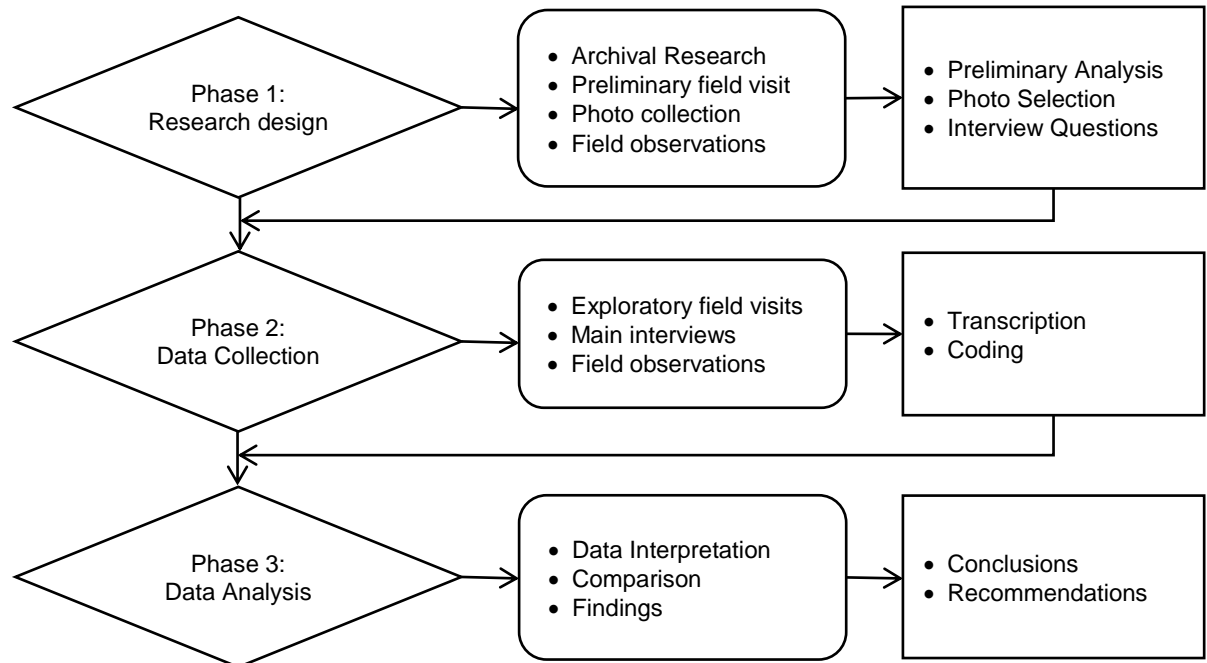 Phase 1:
Research design
• Archival Research
• Preliminary field visit
• Photo collection
• Field observations
• Preliminary Analysis
• Photo Selection
• Interview Questions
Phase 2:
Data Collection
• Exploratory field visits
• Main interviews
• Field observations
• Transcription
• Coding
Phase 3:
Data Analysis
• Data Interpretation
• Comparison
• Findings
• Conclusions
• Recommendations